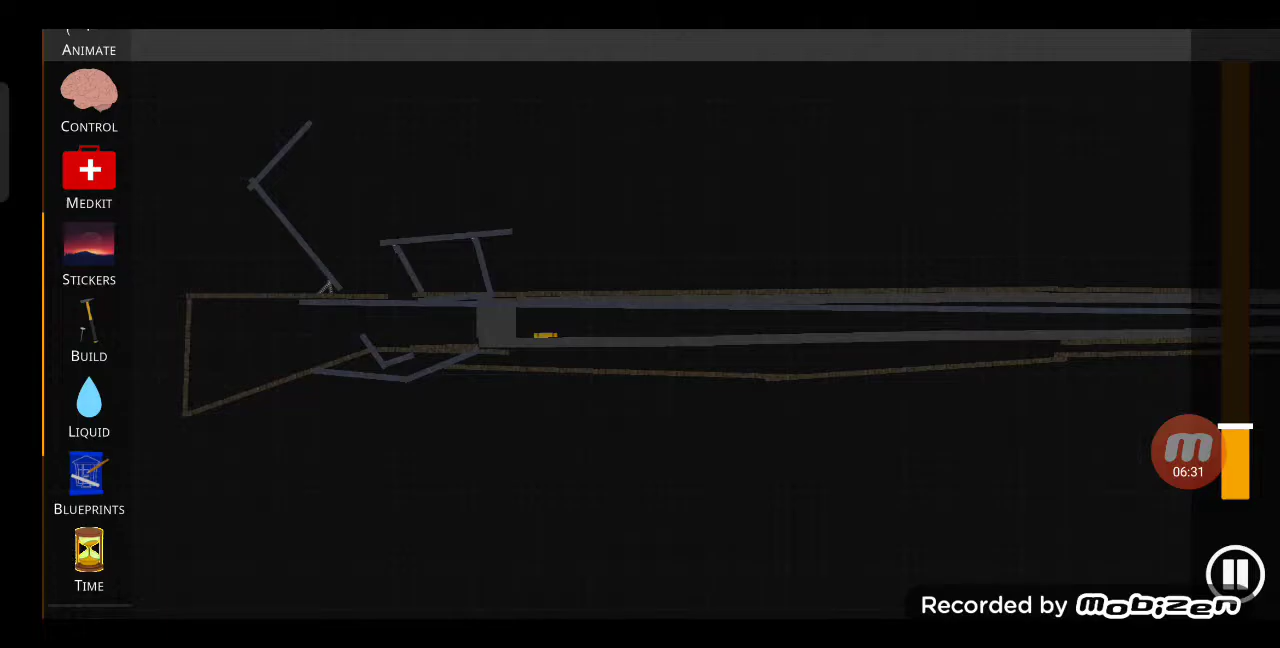 ANIMATE
CONTROL
MEDKIT
STICKERS
BUILD
LIQUID
BLUEPRINTS
TIME
06:31
Recorded by mobizen